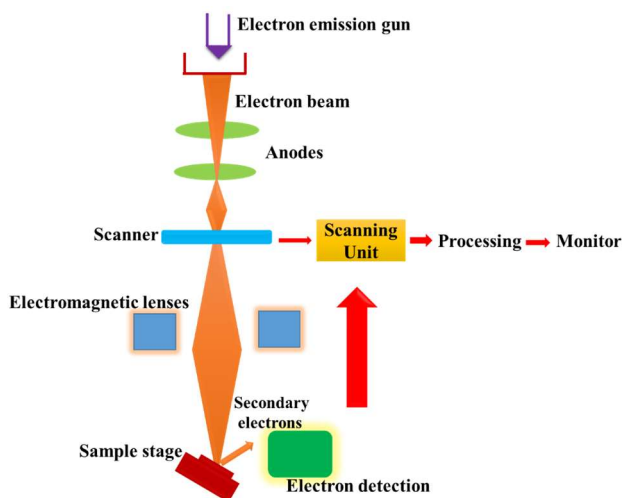 Electron emission gun
Electron beam
Anodes
Scanner
Scanning
Unit
Processing
Monitor
Electromagnetic lenses
Secondary
electrons
Sample stage
Electron detection